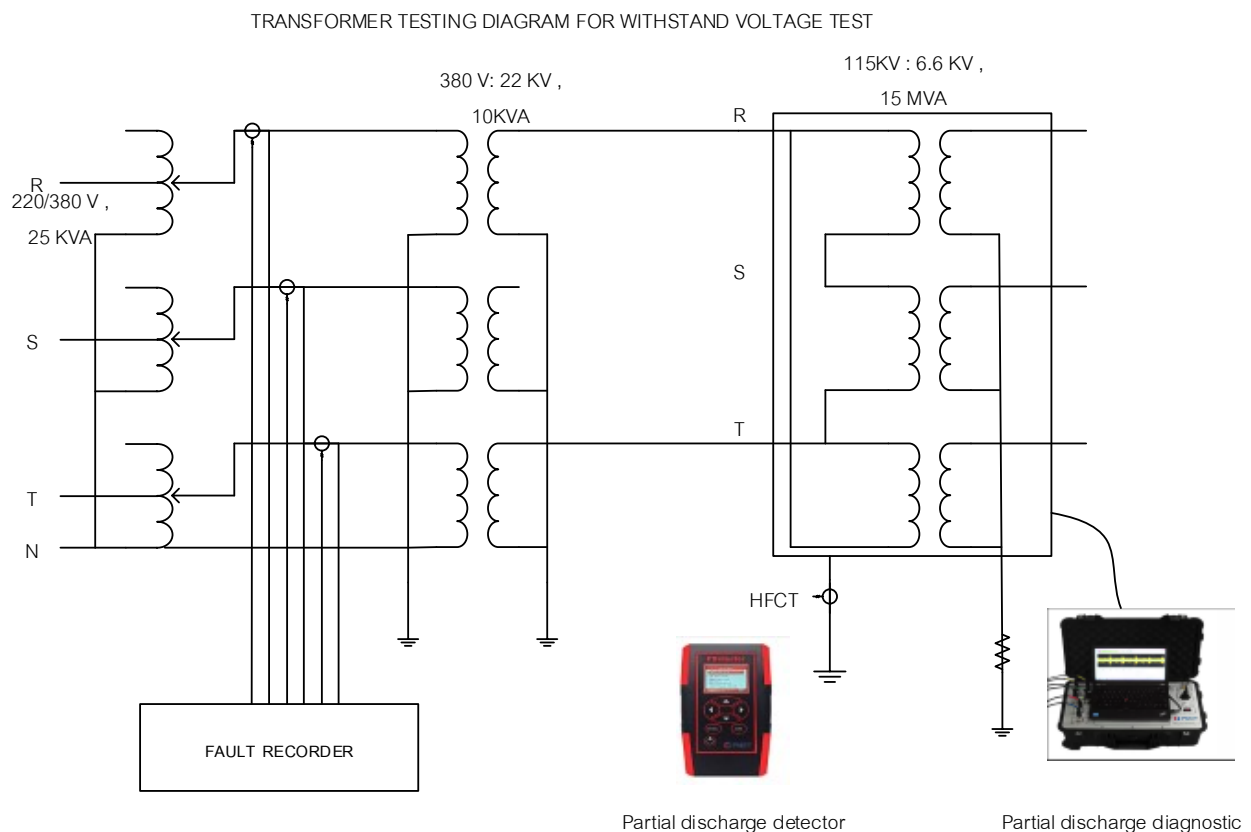 TRANSFORMER TESTING DIAGRAM FOR WITHSTAND VOLTAGE TEST
380 V: 22 KV ,
10KVA
115KV : 6.6 KV ,
15 MVA
R
220/380 V ,
25 KVA
S
T
N
R
S
T
HFCT
FAULT RECORDER
Partial discharge detector
Partial discharge diagnostic